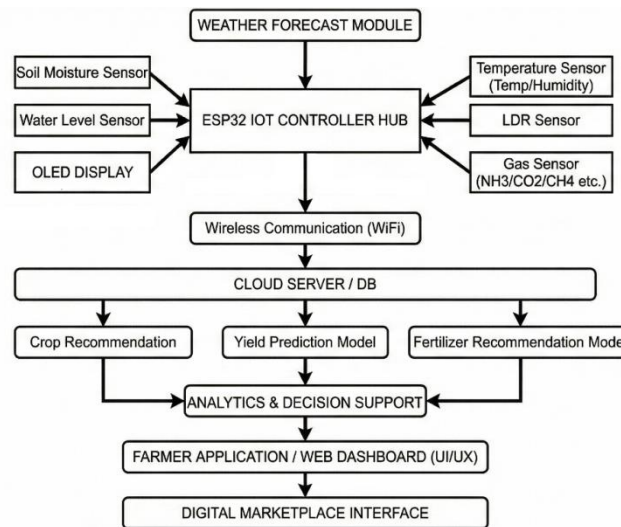 WEATHER FORECAST MODULE
Soil Moisture Sensor
Water Level Sensor
OLED DISPLAY
ESP32 IOT CONTROLLER HUB
Temperature Sensor
(Temp/Humidity)
LDR Sensor
Gas Sensor
(NH3/CO2/CH4 etc.)
Wireless Communication (WiFi)
CLOUD SERVER / DB
Crop Recommendation
Yield Prediction Model
Fertilizer Recommendation Model
ANALYTICS & DECISION SUPPORT
FARMER APPLICATION / WEB DASHBOARD (UI/UX)
DIGITAL MARKETPLACE INTERFACE